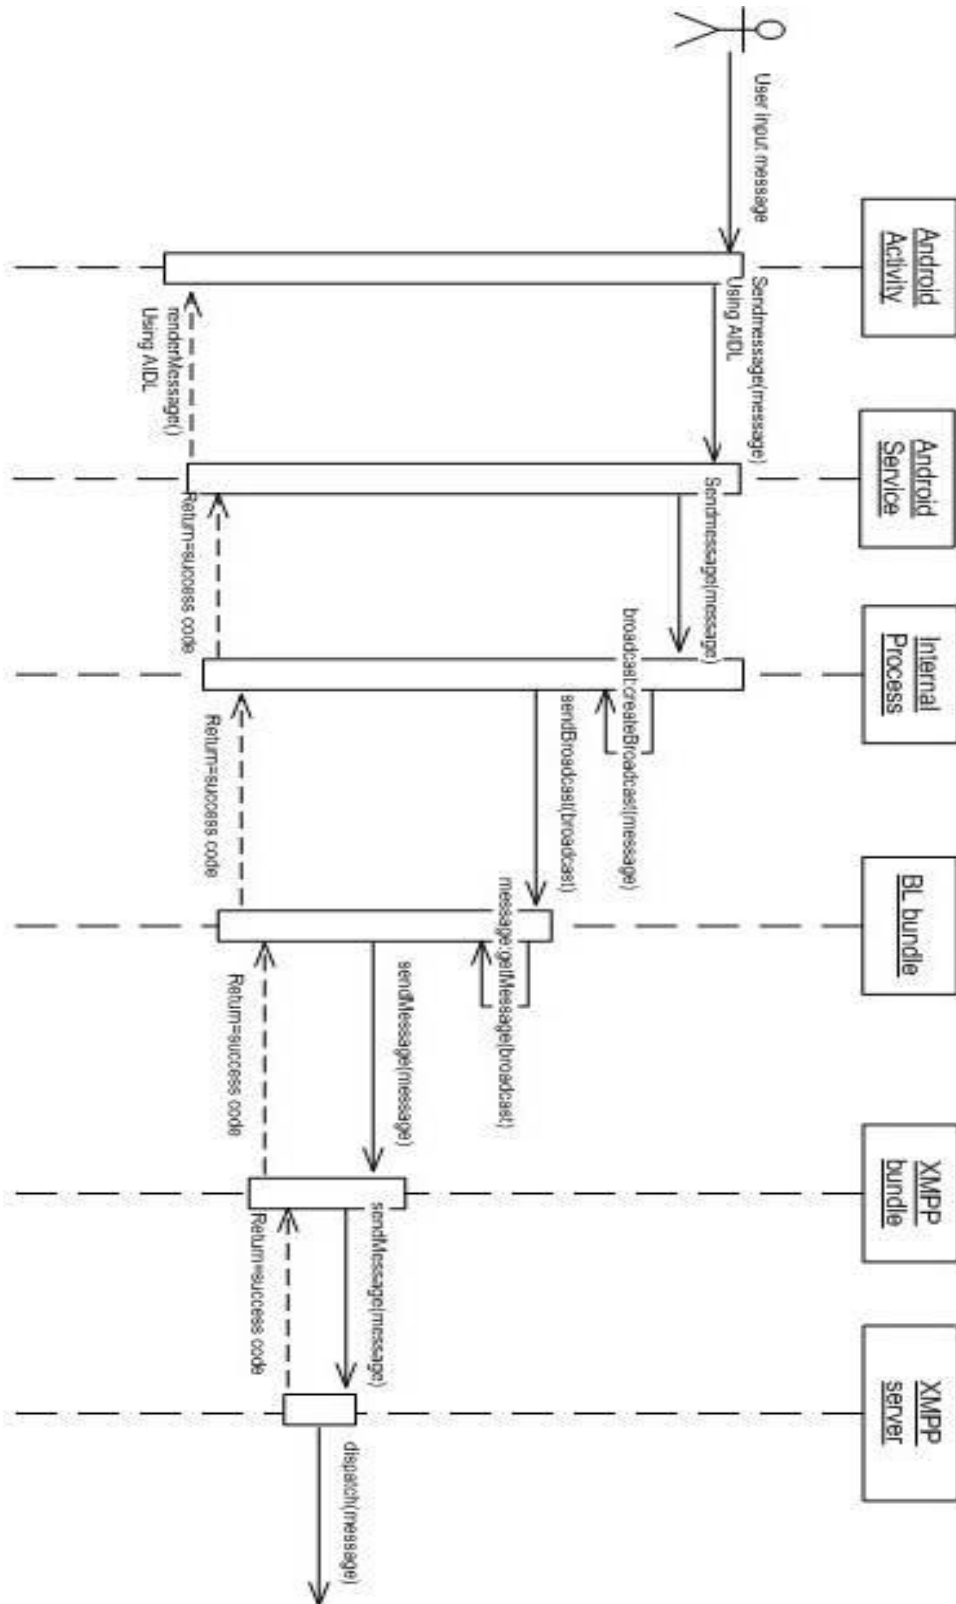 Android
Activity
Android
Service
Internal
Process
BL bundle
XMPP
bundle
XMPP
server
User input message
Sendmessage(message)
Using AIDL
Sendmessage(message)
broadcast:createBroadcast(message)
sendBroadcast(broadcast)
message:getMessage(broadcast)
sendMessage(message)
sendMessage(message)
dispatch(message)
Return=success code
Return=success code
Return=success code
Return=success code
renderMessage()
Using AIDL